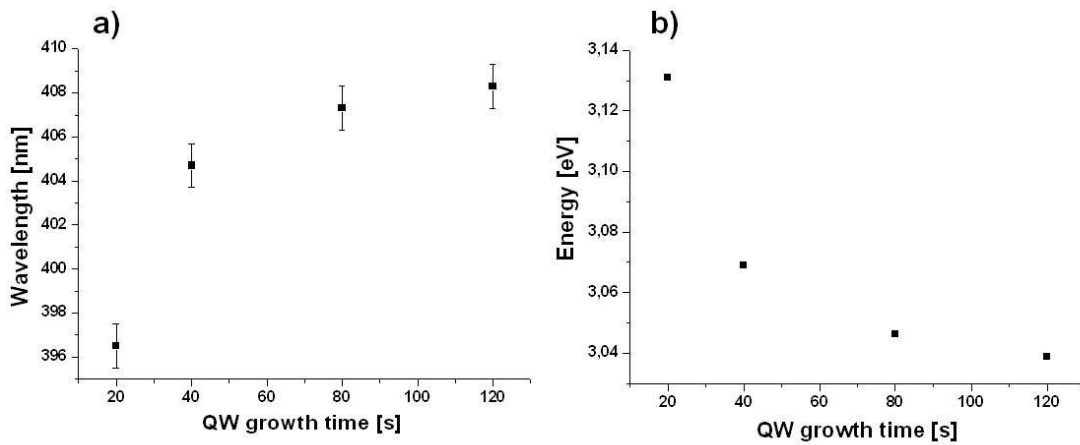 a)
Wavelength [nm]
410
408
406
404
402
400
398
396
20 40 60 80 100 120
QW growth time [s]
b)
Energy [eV]
3,14
3,12
3,10
3,08
3,06
3,04
20 40 60 80 100 120
QW growth time [s]